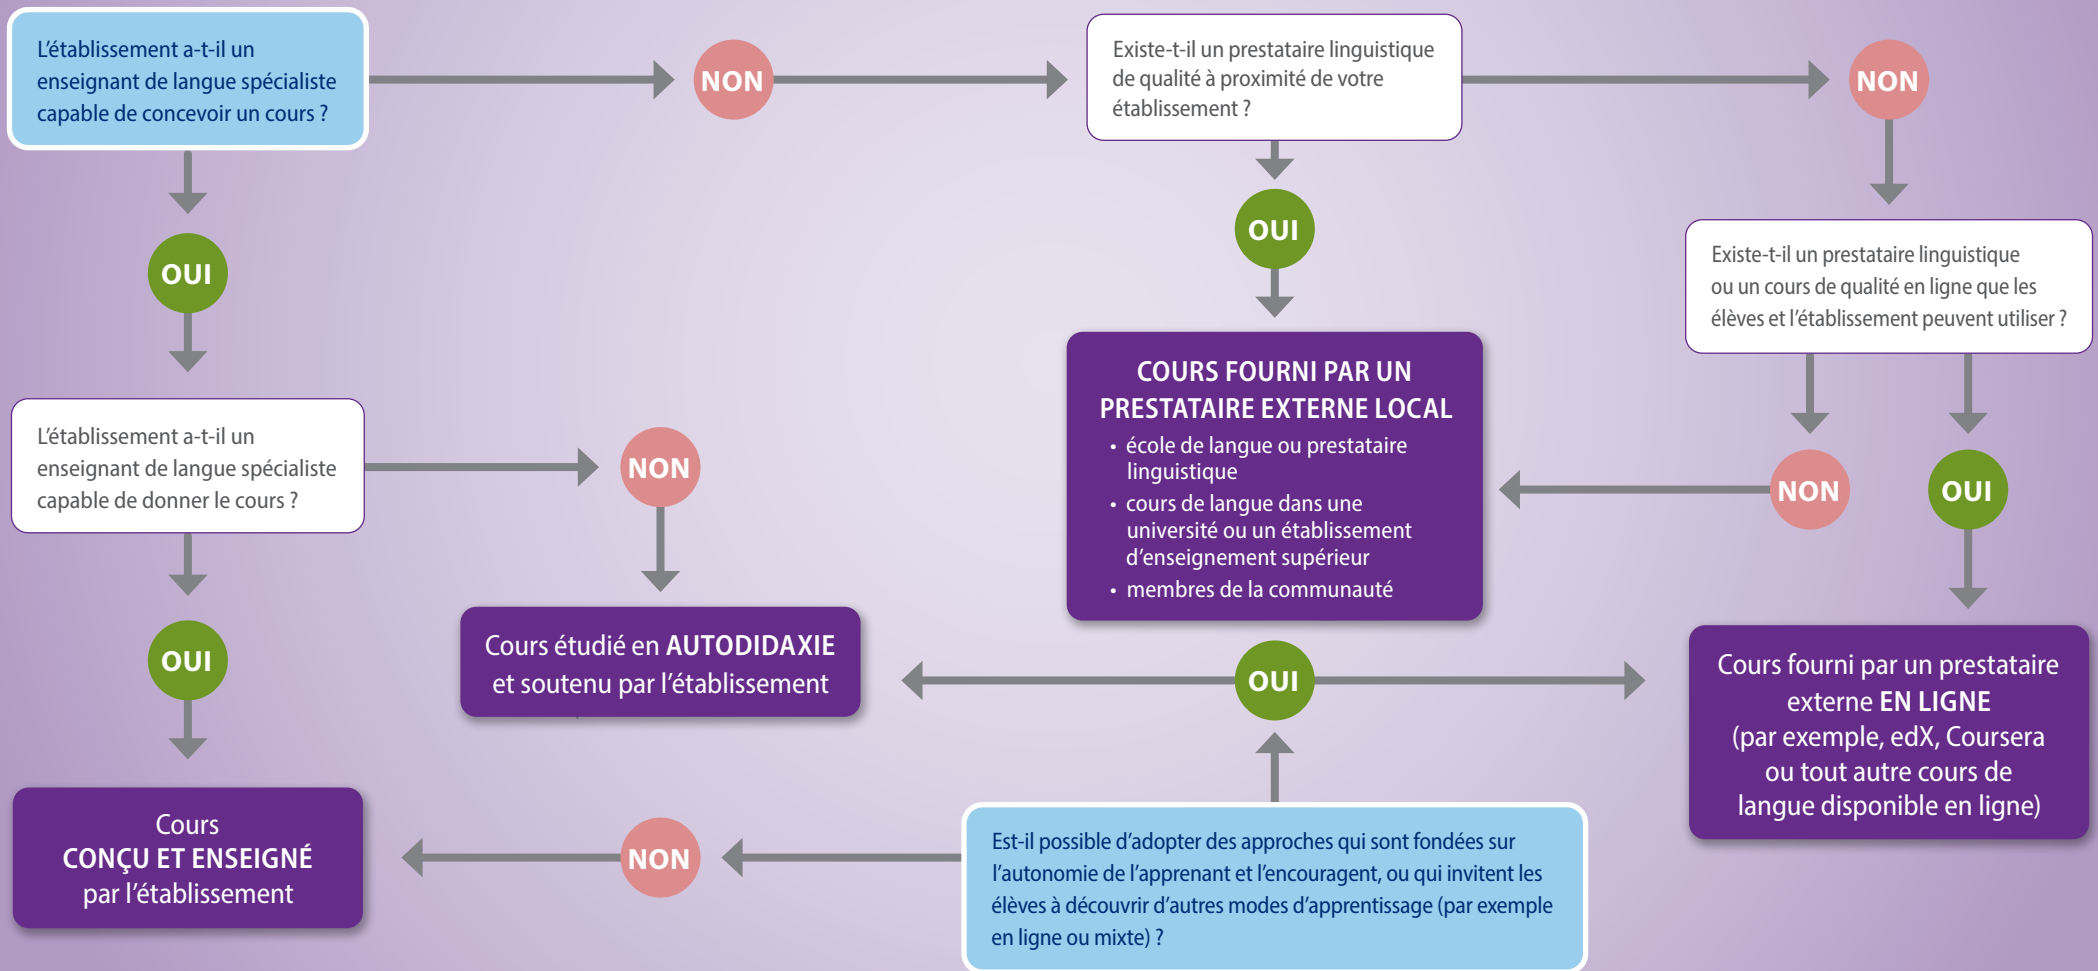 L'établissement a-t-il un
enseignant de langue spécialiste
capable de concevoir un cours ?
NON
Existe-t-il un prestataire linguistique
de qualité à proximité de votre
établissement ?
NON
OUI
OUI
Existe-t-il un prestataire linguistique
ou un cours de qualité en ligne que les
élèves et l'établissement peuvent utiliser ?
L'établissement a-t-il un
enseignant de langue spécialiste
capable de donner le cours ?
NON
COURS FOURNI PAR UN
PRESTATAIRE EXTERNE LOCAL
• école de langue ou prestataire
linguistique
• cours de langue dans une
université ou un établissement
d'enseignement supérieur
• membres de la communauté
NON
OUI
OUI
Cours étudié en AUTODIDAXIE
et soutenu par l'établissement
OUI
Cours fourni par un prestataire
externe EN LIGNE
(par exemple, edX, Coursera
ou tout autre cours de
langue disponible en ligne)
Cours
CONÇU ET ENSEIGNÉ
par l'établissement
NON
Est-il possible d'adopter des approches qui sont fondées sur
l'autonomie de l'apprenant et l'encouragent, ou qui invitent les
élèves à découvrir d'autres modes d'apprentissage (par exemple
en ligne ou mixte) ?